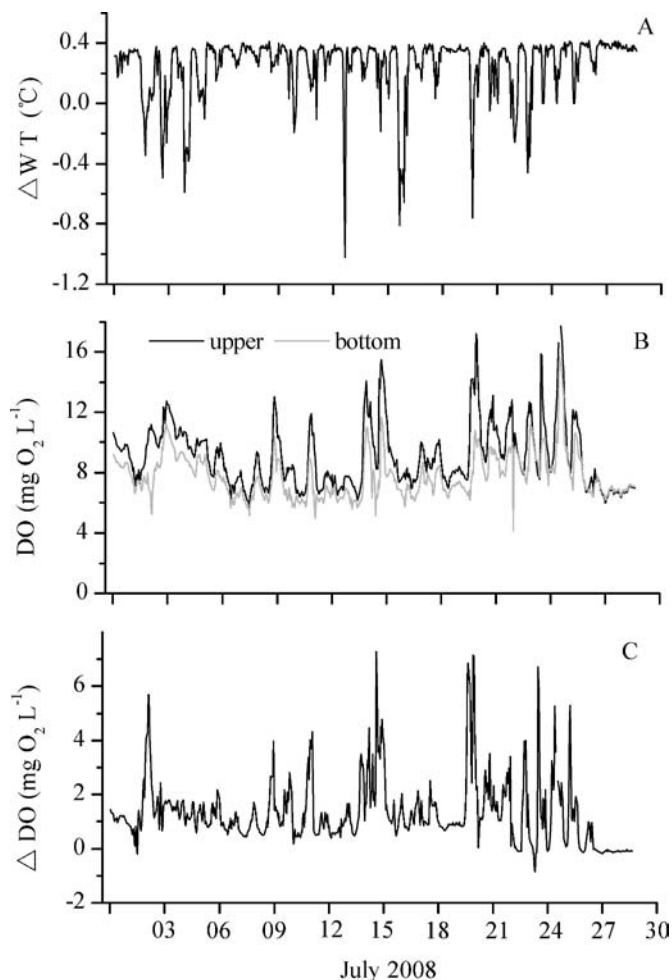 A
0.4
0.0
-0.4
-0.8
-1.2
△WT (℃)
B
upper
bottom
16
12
8
4
0
DO (mg O₂ L⁻¹)
C
6
4
2
0
-2
△DO (mg O₂ L⁻¹)
03 06 09 12 15 18 21 24 27 30
July 2008